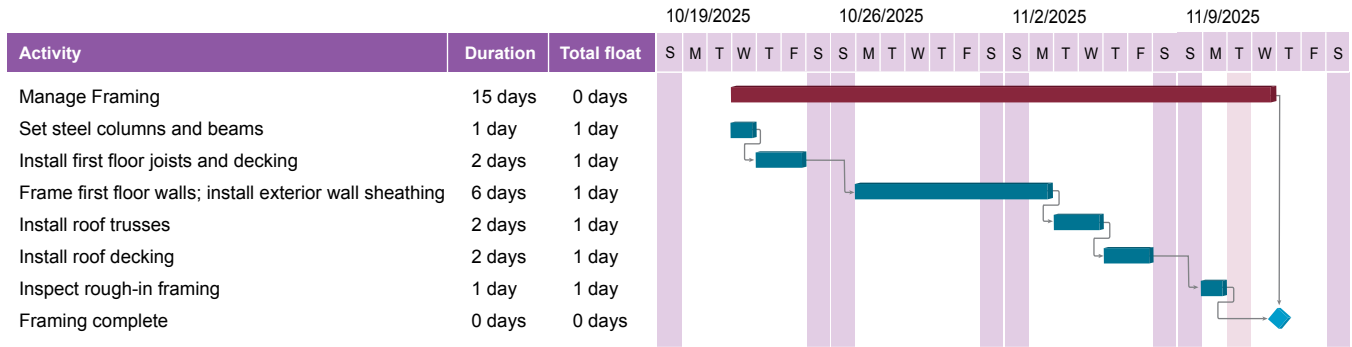 10/19/2025 10/26/2025 11/2/2025 11/9/2025
Activity Duration Total float S M T W T F S S M T W T F S S M T W T F S S M T W T F S
Manage Framing 15 days 0 days
Set steel columns and beams 1 day 1 day
Install first floor joists and decking 2 days 1 day
Frame first floor walls; install exterior wall sheathing 6 days 1 day
Install roof trusses 2 days 1 day
Install roof decking 2 days 1 day
Inspect rough-in framing 1 day 1 day
Framing complete 0 days 0 days